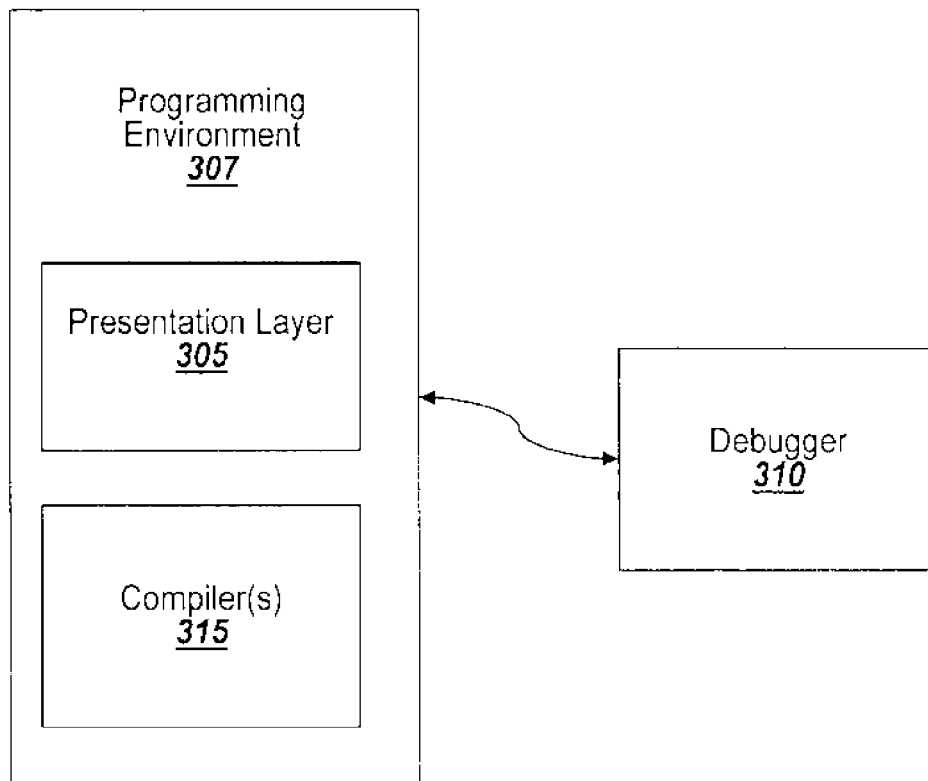 Programming
Environment
307
Presentation Layer
305
Debugger
310
Compiler(s)
315